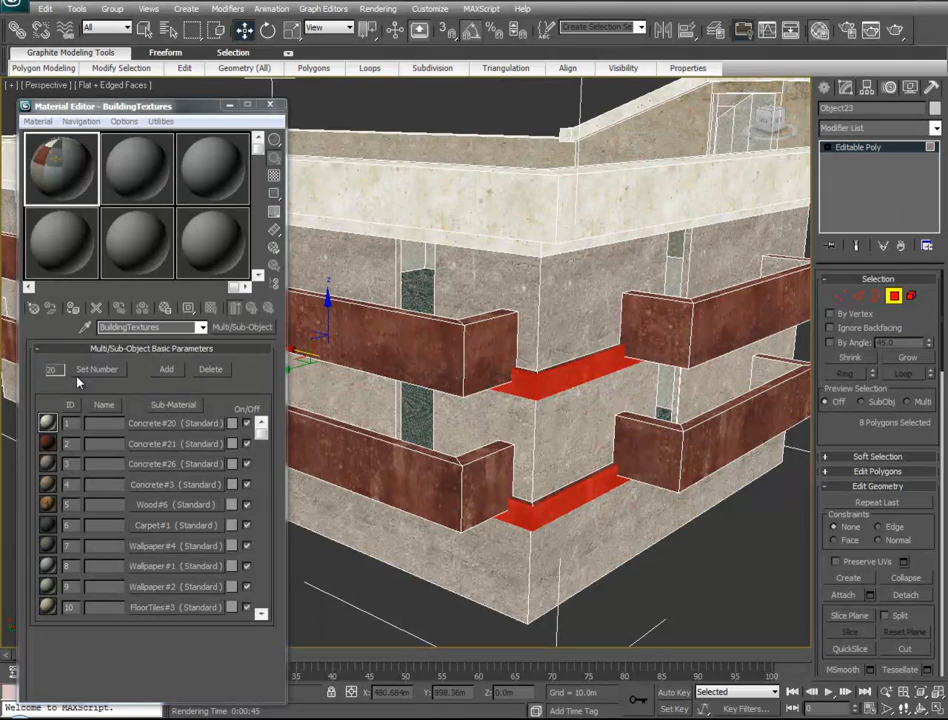 Edit Tools Group Views Create Modifiers Animation Graph Editors Rendering Customize MAXScript Help
All View Create Selection Se
Graphite Modeling Tools Freeform Selection
Polygon Modeling Modify Selection Edit Geometry (All) Polygons Loops Subdivision Triangulation Align Visibility Properties
[ + ] [ Perspective ] [ Flat + Edged Faces ]
Material Editor - BuildingTextures
Material Navigation Options Utilities
BuildingTextures Multi/Sub-Object
Multi/Sub-Object Basic Parameters
20 Set Number Add Delete
ID Name Sub-Material On/Off
1 Concrete#20 ( Standard )
2 Concrete#21 ( Standard )
3 Concrete#26 ( Standard )
4 Concrete#3 ( Standard )
5 Wood#6 ( Standard )
6 Carpet#1 ( Standard )
7 Wallpaper#4 ( Standard )
8 Wallpaper#1 ( Standard )
9 Wallpaper#2 ( Standard )
10 FloorTiles#3 ( Standard )
z
Object23
Modifier List
Editable Poly
Selection
By Vertex
Ignore Backfacing
By Angle: 45.0
Shrink Grow
Ring Loop
Preview Selection
Off SubObj Multi
8 Polygons Selected
Soft Selection
Edit Polygons
Edit Geometry
Repeat Last
Constraints
None Edge
Face Normal
Preserve UVs
Create Collapse
Attach Detach
Slice Plane Split
Slice Reset Plane
QuickSlice Cut
MSmooth Tessellate
30 35 40 45 50 55 60 65 70 75 80 85 90 95 100
X: 480.684m Y: 898.36m Z: 0.0m Grid = 10.0m Auto Key Selected
Welcome to MAXScript. Rendering Time 0:00:45 Add Time Tag Set Key Key Filters... 0